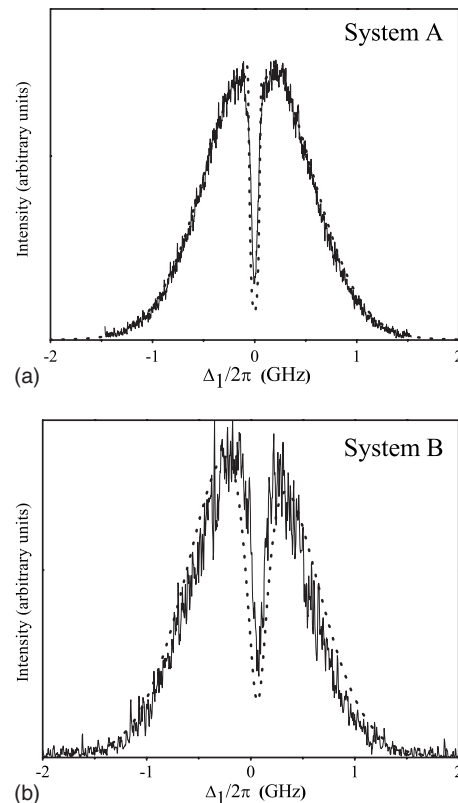 System A
Intensity (arbitrary units)
-2 -1 0 1 2
(a)
Δ1/2π (GHz)
System B
Intensity (arbitrary units)
-2 -1 0 1 2
(b)
Δ1/2π (GHz)